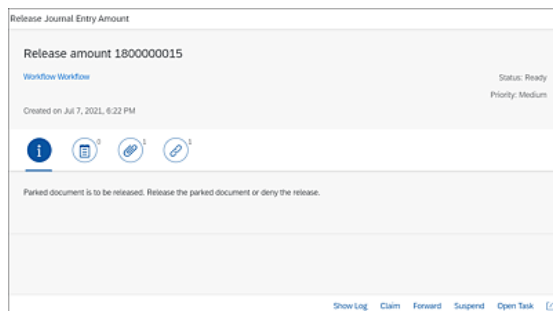 Release Journal Entry Amount
Release amount 1800000015
Workflow Workflow
Status: Ready
Priority: Medium
Created on Jul 7, 2021, 6:22 PM
0
1
1
Parked document is to be released. Release the parked document or deny the release.
Show Log Claim Forward Suspend Open Task